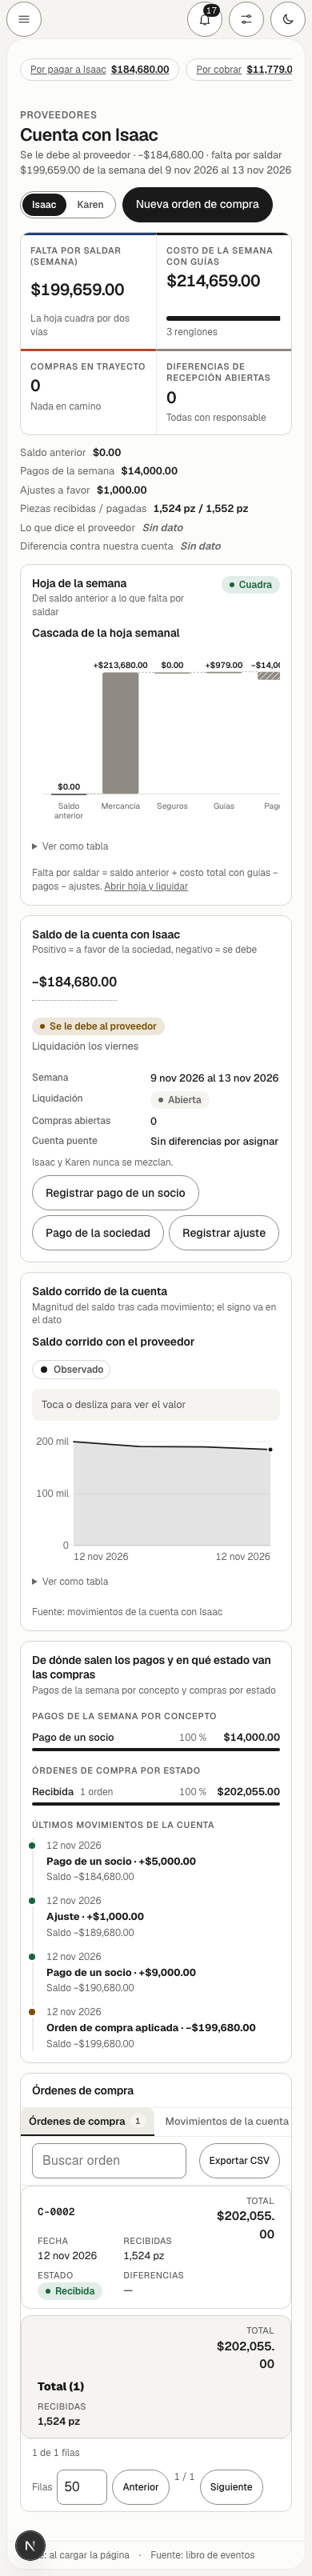 17
Por pagar a Isaac $184,680.00 Por cobrar $11,779.0
PROVEEDORES
Cuenta con Isaac
Se le debe al proveedor · −$184,680.00 · falta por saldar
$199,659.00 de la semana del 9 nov 2026 al 13 nov 2026
Isaac Karen Nueva orden de compra
FALTA POR SALDAR
(SEMANA)
$199,659.00
La hoja cuadra por dos
vías
COSTO DE LA SEMANA
CON GUÍAS
$214,659.00
3 renglones
COMPRAS EN TRAYECTO
0
Nada en camino
DIFERENCIAS DE
RECEPCIÓN ABIERTAS
0
Todas con responsable
Saldo anterior $0.00
Pagos de la semana $14,000.00
Ajustes a favor $1,000.00
Piezas recibidas / pagadas 1,524 pz / 1,552 pz
Lo que dice el proveedor Sin dato
Diferencia contra nuestra cuenta Sin dato
Hoja de la semana Cuadra
Del saldo anterior a lo que falta por
saldar
Cascada de la hoja semanal
+$213,680.00 $0.00 +$979.00 −$14,00
$0.00
Saldo
anterior
Mercancía Seguros Guías Pago
Ver como tabla
Falta por saldar = saldo anterior + costo total con guías −
pagos − ajustes. Abrir hoja y liquidar
Saldo de la cuenta con Isaac
Positivo = a favor de la sociedad, negativo = se debe
−$184,680.00
Se le debe al proveedor
Liquidación los viernes
Semana 9 nov 2026 al 13 nov 2026
Liquidación Abierta
Compras abiertas 0
Cuenta puente Sin diferencias por asignar
Isaac y Karen nunca se mezclan.
Registrar pago de un socio
Pago de la sociedad Registrar ajuste
Saldo corrido de la cuenta
Magnitud del saldo tras cada movimiento; el signo va en
el dato
Saldo corrido con el proveedor
Observado
Toca o desliza para ver el valor
200 mil
100 mil
0
12 nov 2026 12 nov 2026
Ver como tabla
Fuente: movimientos de la cuenta con Isaac
De dónde salen los pagos y en qué estado van
las compras
Pagos de la semana por concepto y compras por estado
PAGOS DE LA SEMANA POR CONCEPTO
Pago de un socio 100 % $14,000.00
ÓRDENES DE COMPRA POR ESTADO
Recibida 1 orden 100 % $202,055.00
ÚLTIMOS MOVIMIENTOS DE LA CUENTA
12 nov 2026
Pago de un socio · +$5,000.00
Saldo −$184,680.00
12 nov 2026
Ajuste · +$1,000.00
Saldo −$189,680.00
12 nov 2026
Pago de un socio · +$9,000.00
Saldo −$190,680.00
12 nov 2026
Orden de compra aplicada · −$199,680.00
Saldo −$199,680.00
Órdenes de compra
Órdenes de compra 1 Movimientos de la cuenta
Buscar orden Exportar CSV
C-0002
TOTAL
$202,055.
00
FECHA RECIBIDAS
12 nov 2026 1,524 pz
ESTADO DIFERENCIAS
Recibida —
TOTAL
$202,055.
00
Total (1)
RECIBIDAS
1,524 pz
1 de 1 filas
Filas 50 Anterior 1 / 1 Siguiente
N al cargar la página · Fuente: libro de eventos